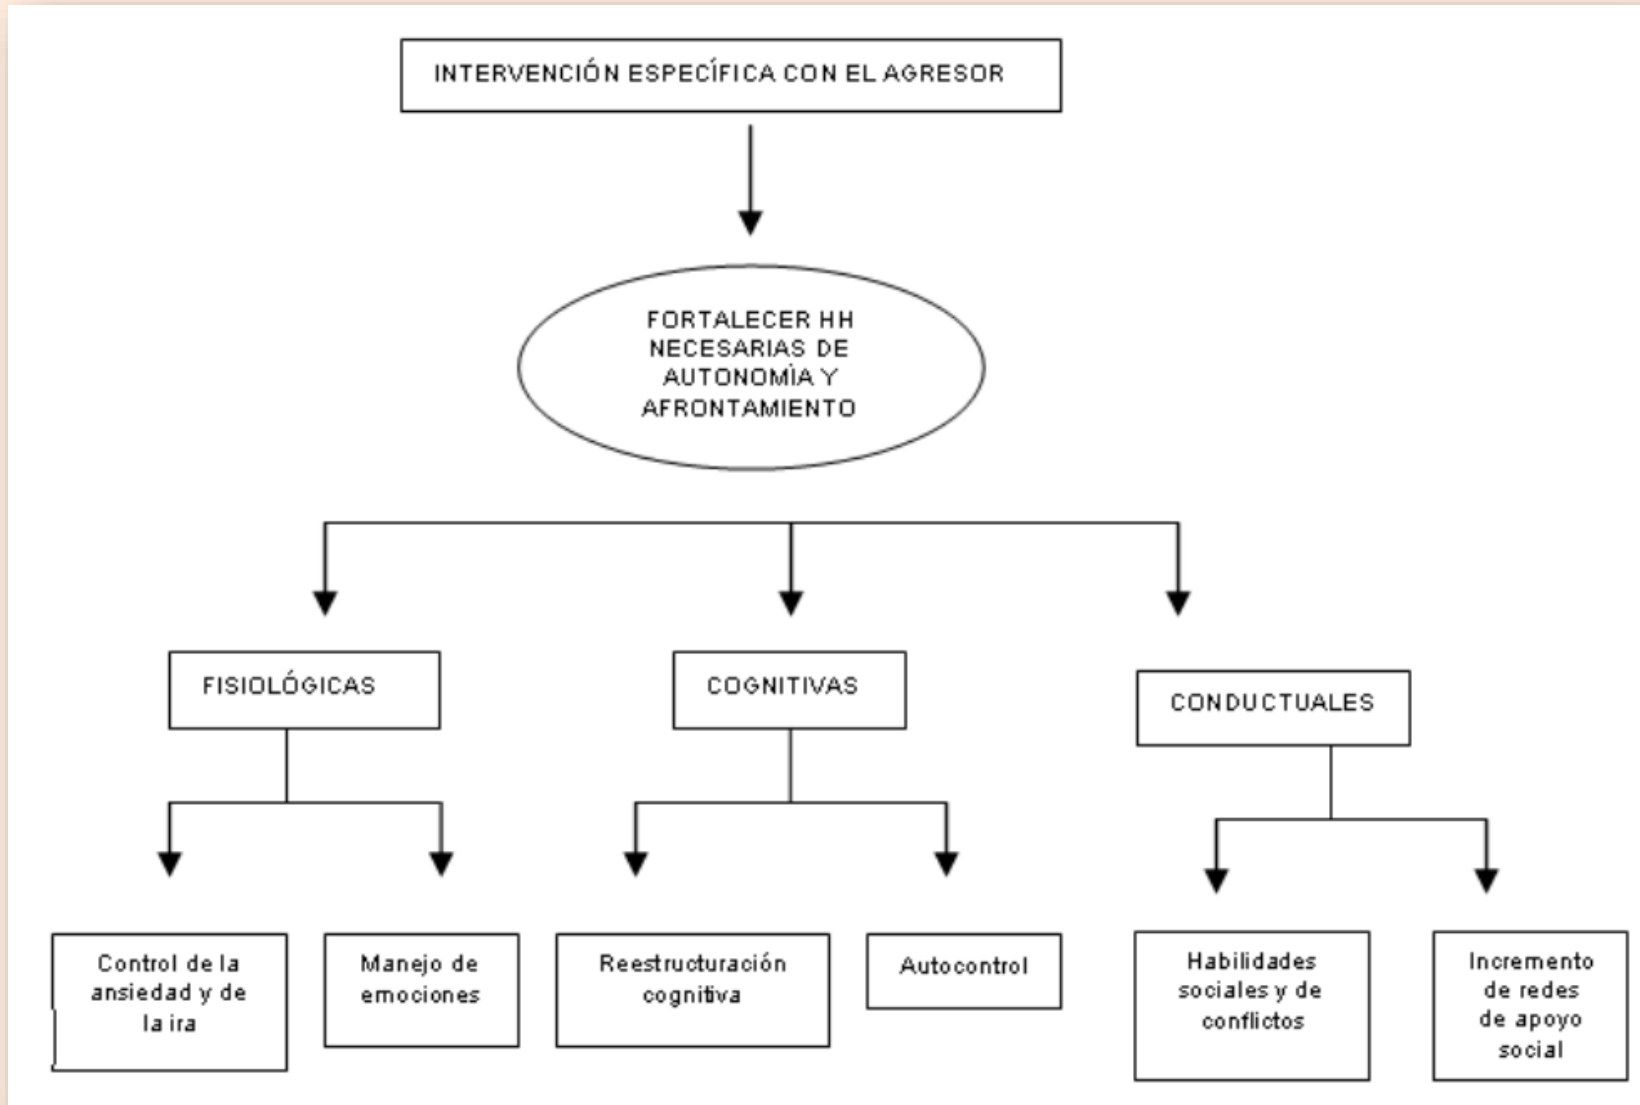 INTERVENCIÓN ESPECÍFICA CON EL AGRESOR
FORTALECER HH
NECESARIAS DE
AUTONOMÌA Y
AFRONTAMIENTO
FISIOLÓGICAS
COGNITIVAS
CONDUCTUALES
Control de la
ansiedad y de
la ira
Manejo de
emociones
Reestructuración
cognitiva
Autocontrol
Habilidades
sociales y de
conflictos
Incremento
de redes
de apoyo
social